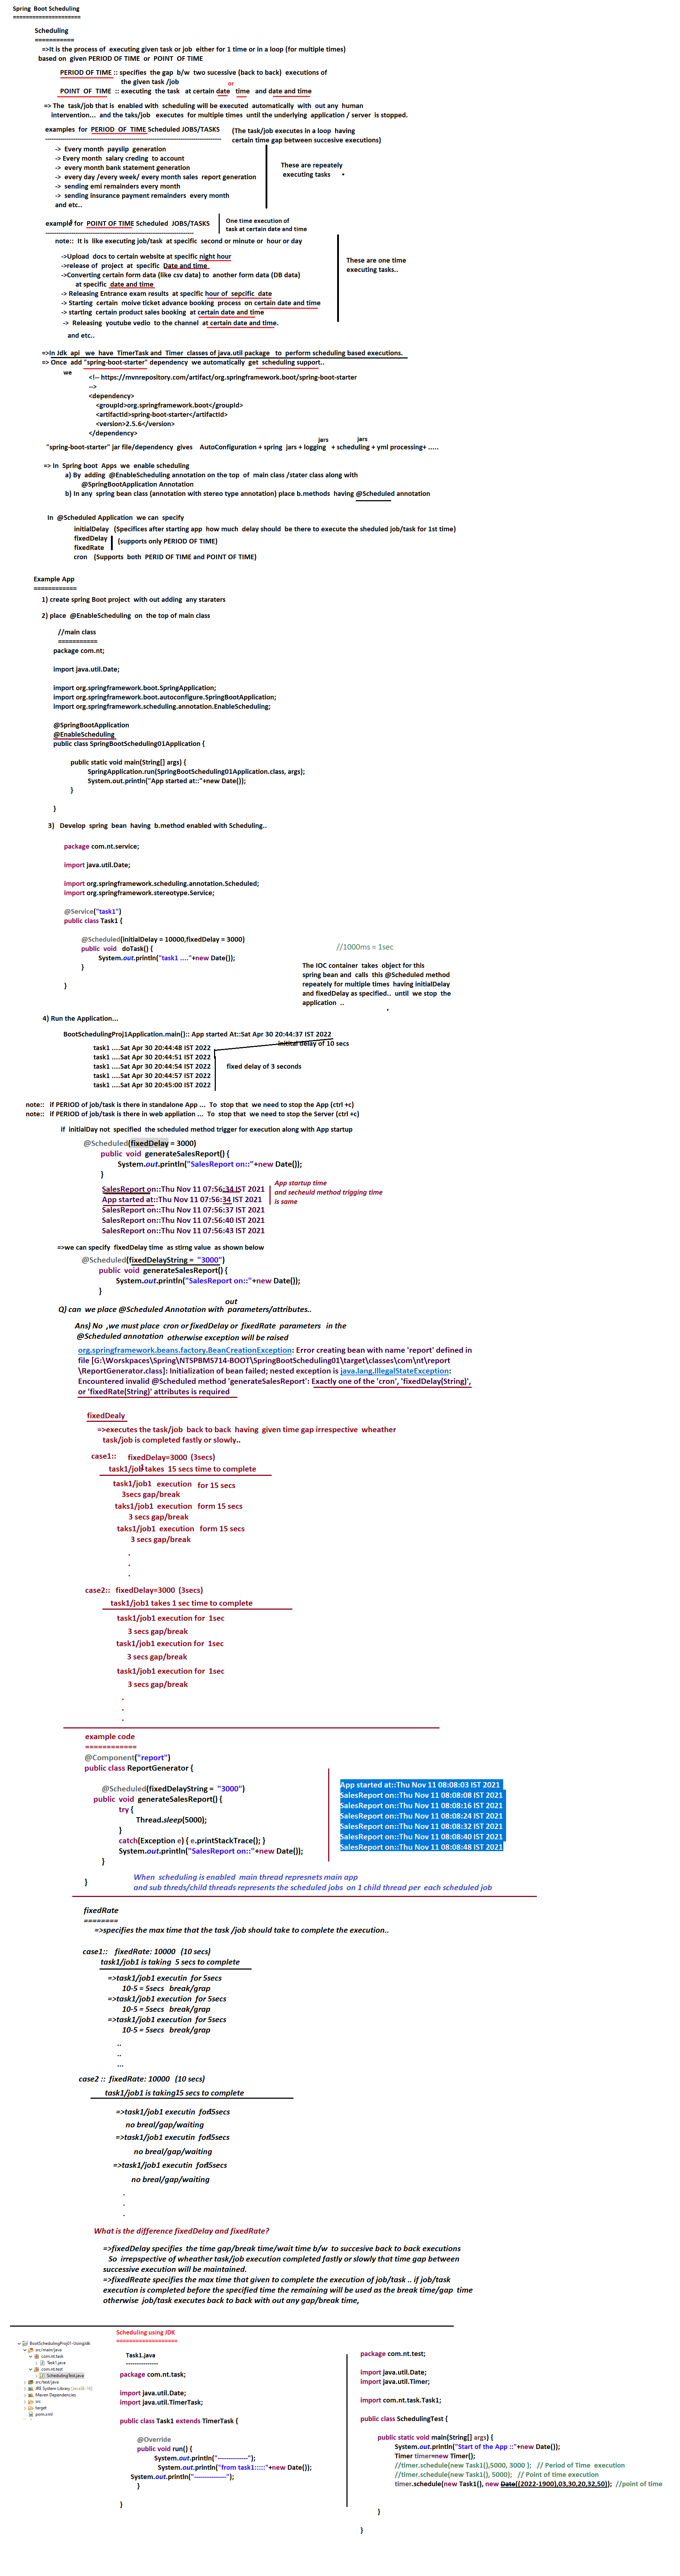 Spring  Boot Scheduling
=====================
Scheduling
===========
=>It is the process of  executing given task or job  either for 1 time or in a loop (for multiple times)
based on  given PERIOD OF TIME  or  POINT  OF TIME
PERIOD OF TIME :: specifies  the gap  b/w  two sucessive (back to back)  executions of
the given task /job
or
POINT  OF  TIME  :: executing  the task  at certain date  time  and date and time
=> The  task/job that is  enabled with  scheduling will be executed  automatically  with  out any  human
intervention...  and the taks/job  executes  for multiple times  until the underlying  application / server  is stopped.
examples  for  PERIOD  OF  TIME Scheduled JOBS/TASKS
(The task/job executes in a loop  having
certain time gap between succesive executions)
--------------------------------------------------------------
->  Every month  payslip  generation
-> Every month  salary creding  to account
->  every month bank statement generation
->  every day /every week/ every month sales  report generation
->  sending emi remainders every month
->  sending insurance payment remainders  every month
and etc..
These are repeately
executing tasks
example for  POINT OF TIME Scheduled  JOBS/TASKS
One time execution of
task at certain date and time
--------------------------------------------------------------
note::  It  is  like executing job/task  at specific  second or minute or  hour or day
->Upload  docs to certain website at specific night hour
->release of  project  at  specific  Date and time
->Converting certain form data (like csv data) to  another form data (DB data)
at specific  date and time
-> Releasing Entrance exam results at specific hour of  sepcific  date
-> Starting  certain  moive ticket advance booking  process  on certain date and time
-> starting  certain product sales booking  at certain date and time
->  Releasing  youtube vedio  to the channel  at certain date and time.
and etc..
These are one time
executing tasks..
=>In Jdk  api   we  have  TimerTask and  Timer  classes of java.util package   to  perform scheduling based executions.
=> Once  add "spring-boot-starter" dependency  we automatically  get  scheduling support..
we
<!-- https://mvnrepository.com/artifact/org.springframework.boot/spring-boot-starter
-->
<dependency>
<groupId>org.springframework.boot</groupId>
<artifactId>spring-boot-starter</artifactId>
<version>2.5.6</version>
</dependency>
jars
jars
"spring-boot-starter" jar file/dependency  gives    AutoConfiguration + spring  jars + logging   + scheduling + yml processing+ .....
=> In  Spring boot  Apps  we  enable scheduling
a) By  adding  @EnableScheduling annotation on the top  of  main class /stater class along with
@SpringBootApplication Annotation
b) In any  spring bean class (annotation with stereo type annotation) place b.methods  having @Scheduled annotation
In  @Scheduled Application  we can  specify
initialDelay   (Specifices after starting app  how much  delay should  be there to execute the sheduled job/task for 1st time)
fixedDelay
(supports only PERIOD OF TIME)
fixedRate
cron   (Supports  both  PERID OF TIME and POINT OF TIME)
Example App
============
1) create spring Boot project  with out adding  any staraters
2) place  @EnableScheduling  on  the top of  main class
//main class
===========
package com.nt;
import java.util.Date;
import org.springframework.boot.SpringApplication;
import org.springframework.boot.autoconfigure.SpringBootApplication;
import org.springframework.scheduling.annotation.EnableScheduling;
@SpringBootApplication
@EnableScheduling
public class SpringBootScheduling01Application {
public static void main(String[] args) {
SpringApplication.run(SpringBootScheduling01Application.class, args);
System.out.println("App started at::"+new Date());
}
}
3)   Develop  spring  bean  having  b.method enabled with Scheduling..
package com.nt.service;
import java.util.Date;
import org.springframework.scheduling.annotation.Scheduled;
import org.springframework.stereotype.Service;
@Service("task1")
public class Task1 {
@Scheduled(initialDelay = 10000,fixedDelay = 3000)
//1000ms = 1sec
public  void   doTask() {
System.out.println("task1 ...."+new Date());
}
}
The IOC container  takes  object for this
spring bean and  calls  this @Scheduled method
repeately for multiple times  having initialDelay
and fixedDelay as specified..  until  we  stop  the
application  ..
4) Run the Application...
BootSchedulingProj1Application.main():: App started At::Sat Apr 30 20:44:37 IST 2022
initital delay of 10 secs
task1 ....Sat Apr 30 20:44:48 IST 2022
task1 ....Sat Apr 30 20:44:51 IST 2022
task1 ....Sat Apr 30 20:44:54 IST 2022
task1 ....Sat Apr 30 20:44:57 IST 2022
task1 ....Sat Apr 30 20:45:00 IST 2022
fixed delay of 3 seconds
note::   if PERIOD of job/task is there in standalone App ...  To  stop that  we need to stop the App (ctrl +c)
note::   if PERIOD of job/task is there in web appliation ...  To  stop that  we need to stop the Server (ctrl +c)
if  initialDay not  specified  the scheduled method trigger for execution along with App startup
@Scheduled(fixedDelay = 3000)
public  void  generateSalesReport() {
System.out.println("SalesReport on::"+new Date());
}
SalesReport on::Thu Nov 11 07:56:34 IST 2021
App started at::Thu Nov 11 07:56:34 IST 2021
SalesReport on::Thu Nov 11 07:56:37 IST 2021
SalesReport on::Thu Nov 11 07:56:40 IST 2021
SalesReport on::Thu Nov 11 07:56:43 IST 2021
App startup time
and secheuld method trigging time
is same
=>we can specify  fixedDelay time  as stirng value  as shown below
@Scheduled(fixedDelayString =  "3000")
public  void  generateSalesReport() {
System.out.println("SalesReport on::"+new Date());
}
out
Q) can  we place @Scheduled Annotation with  parameters/attributes..
Ans) No  ,we must place  cron or fixedDelay or  fixedRate  parameters   in the
@Scheduled annotation  otherwise exception will be raised
org.springframework.beans.factory.BeanCreationException: Error creating bean with name 'report' defined in
file [G:\Worskpaces\Spring\NTSPBMS714-BOOT\SpringBootScheduling01\target\classes\com\nt\report
\ReportGenerator.class]: Initialization of bean failed; nested exception is java.lang.IllegalStateException:
Encountered invalid @Scheduled method 'generateSalesReport': Exactly one of the 'cron', 'fixedDelay(String)',
or 'fixedRate(String)' attributes is required
fixedDealy
=>executes the task/job  back to back  having  given time gap irrespective  wheather
task/job is completed fastly or slowly..
case1::     fixedDelay=3000  (3secs)
task1/job1 takes  15 secs time to complete
task1/job1  execution   for 15 secs
3secs gap/break
taks1/job1  execution   form 15 secs
3 secs gap/break
taks1/job1  execution   form 15 secs
3 secs gap/break
.
.
.
case2::   fixedDelay=3000  (3secs)
task1/job1 takes 1 sec time to complete
task1/job1 execution for  1sec
3 secs gap/break
task1/job1 execution for  1sec
3 secs gap/break
task1/job1 execution for  1sec
3 secs gap/break
.
.
.
example code
============
@Component("report")
public class ReportGenerator {
@Scheduled(fixedDelayString =  "3000")
public  void  generateSalesReport() {
try {
Thread.sleep(5000);
}
catch(Exception e) { e.printStackTrace(); }
System.out.println("SalesReport on::"+new Date());
}
}
App started at::Thu Nov 11 08:08:03 IST 2021
SalesReport on::Thu Nov 11 08:08:08 IST 2021
SalesReport on::Thu Nov 11 08:08:16 IST 2021
SalesReport on::Thu Nov 11 08:08:24 IST 2021
SalesReport on::Thu Nov 11 08:08:32 IST 2021
SalesReport on::Thu Nov 11 08:08:40 IST 2021
SalesReport on::Thu Nov 11 08:08:48 IST 2021
When  scheduling is enabled  main thread represnets main app
and sub threds/child threads represents the scheduled jobs  on 1 child thread per  each scheduled job
fixedRate
========
=>specifies the max time that the task /job should take to complete the execution..
case1::    fixedRate: 10000   (10 secs)
task1/job1 is taking  5 secs to complete
=>task1/job1 executin  for 5secs
10-5 = 5secs   break/grap
=>task1/job1 executin  for 5secs
10-5 = 5secs   break/grap
=>task1/job1 executin  for 5secs
10-5 = 5secs   break/grap
..
..
...
case2 ::  fixedRate: 10000   (10 secs)
task1/job1 is taking15 secs to complete
=>task1/job1 executin  for15secs
no breal/gap/waiting
=>task1/job1 executin  for15secs
no breal/gap/waiting
=>task1/job1 executin  for15secs
no breal/gap/waiting
.
.
.
What is the difference fixedDelay and fixedRate?
=>fixedDelay specifies  the time gap/break time/wait time b/w  to succesive back to back executions
So  irrespective of wheather task/job execution completed fastly or slowly that time gap between
successive execution will be maintained.
=>fixedReate specifies the max time that given to complete the execution of job/task .. if job/task
execution is completed before the specified time the remaining will be used as the break time/gap  time
otherwise  job/task executes back to back with out any gap/break time,
Scheduling using JDK
===================
BootSchedulingProj01-UsingJdk
src/main/java
com.nt.task
Task1.java
com.nt.test
SchedulingTest.java
src/test/java
JRE System Library [JavaSE-16]
Maven Dependencies
src
target
pom.xml
Task1.java
---------------
package com.nt.task;
import java.util.Date;
import java.util.TimerTask;
public class Task1 extends TimerTask {
@Override
public void run() {
System.out.println("--------------");
System.out.println("from task1:::::"+new Date());
System.out.println("--------------");
}
}
package com.nt.test;
import java.util.Date;
import java.util.Timer;
import com.nt.task.Task1;
public class SchedulingTest {
public static void main(String[] args) {
System.out.println("Start of the App ::"+new Date());
Timer timer=new Timer();
//timer.schedule(new Task1(),5000, 3000 );   // Period of Time  execution
//timer.schedule(new Task1(), 5000);   // Point of time execution
timer.schedule(new Task1(), new Date((2022-1900),03,30,20,32,50));  //point of time
}
}